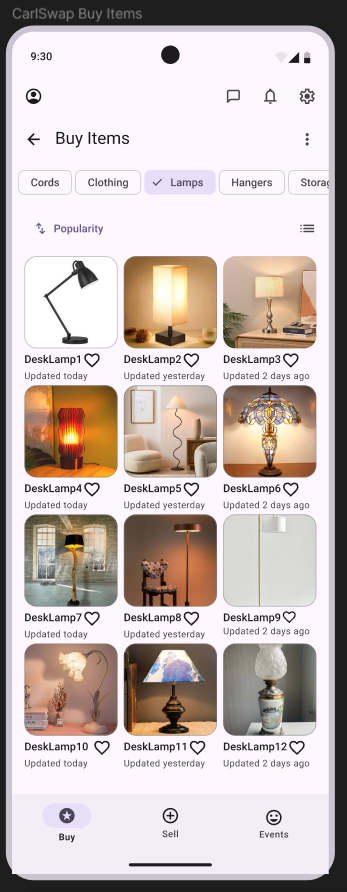 CarlSwap Buy Items
9:30
Buy Items
Cords Clothing Lamps Hangers Storag
Popularity
DeskLamp1 DeskLamp2 DeskLamp3
Updated today Updated yesterday Updated 2 days ago
DeskLamp4 DeskLamp5 DeskLamp6
Updated today Updated yesterday Updated 2 days ago
DeskLamp7 DeskLamp8 DeskLamp9
Updated today Updated yesterday Updated 2 days ago
DeskLamp10 DeskLamp11 DeskLamp12
Updated today Updated yesterday Updated 2 days ago
Buy Sell Events